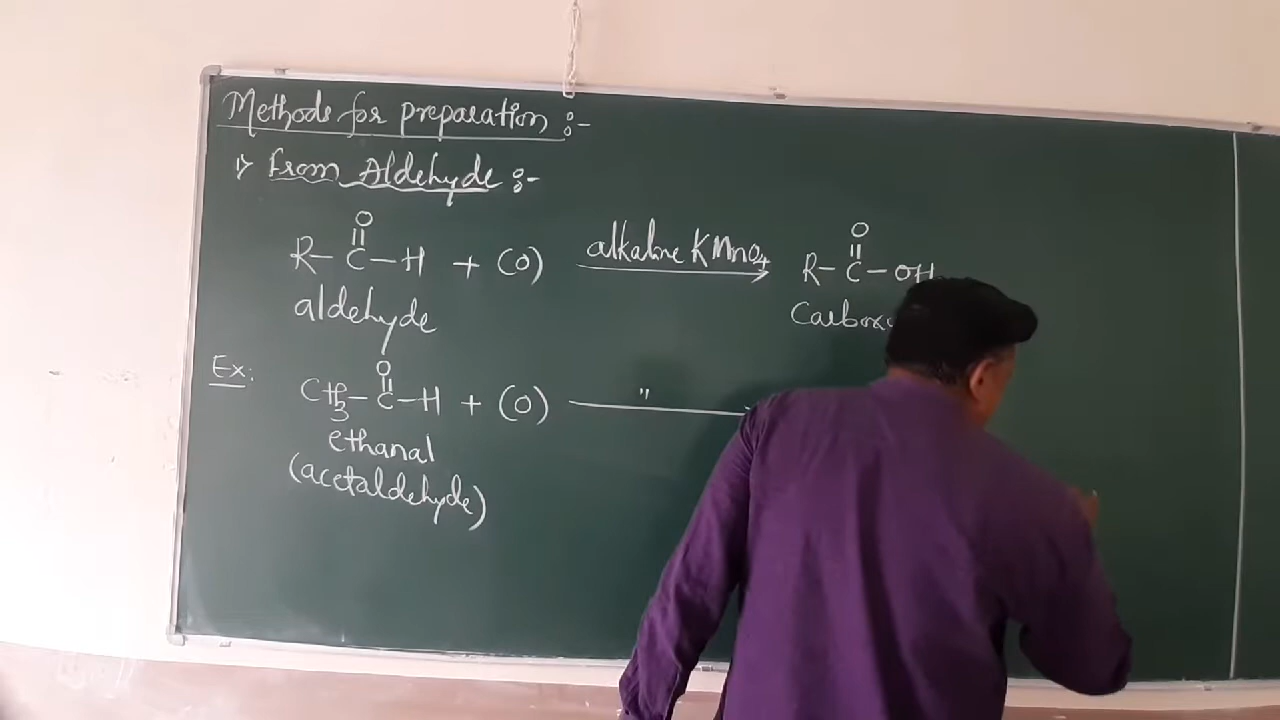 Methods for preparation :-
1> From Aldehyde :-
O O
R-C-H + (O) alkaline KMnO4 R-C-OH
aldehyde
Ex: O
CH3-C-H + (O) "
ethanal
(acetaldehyde)